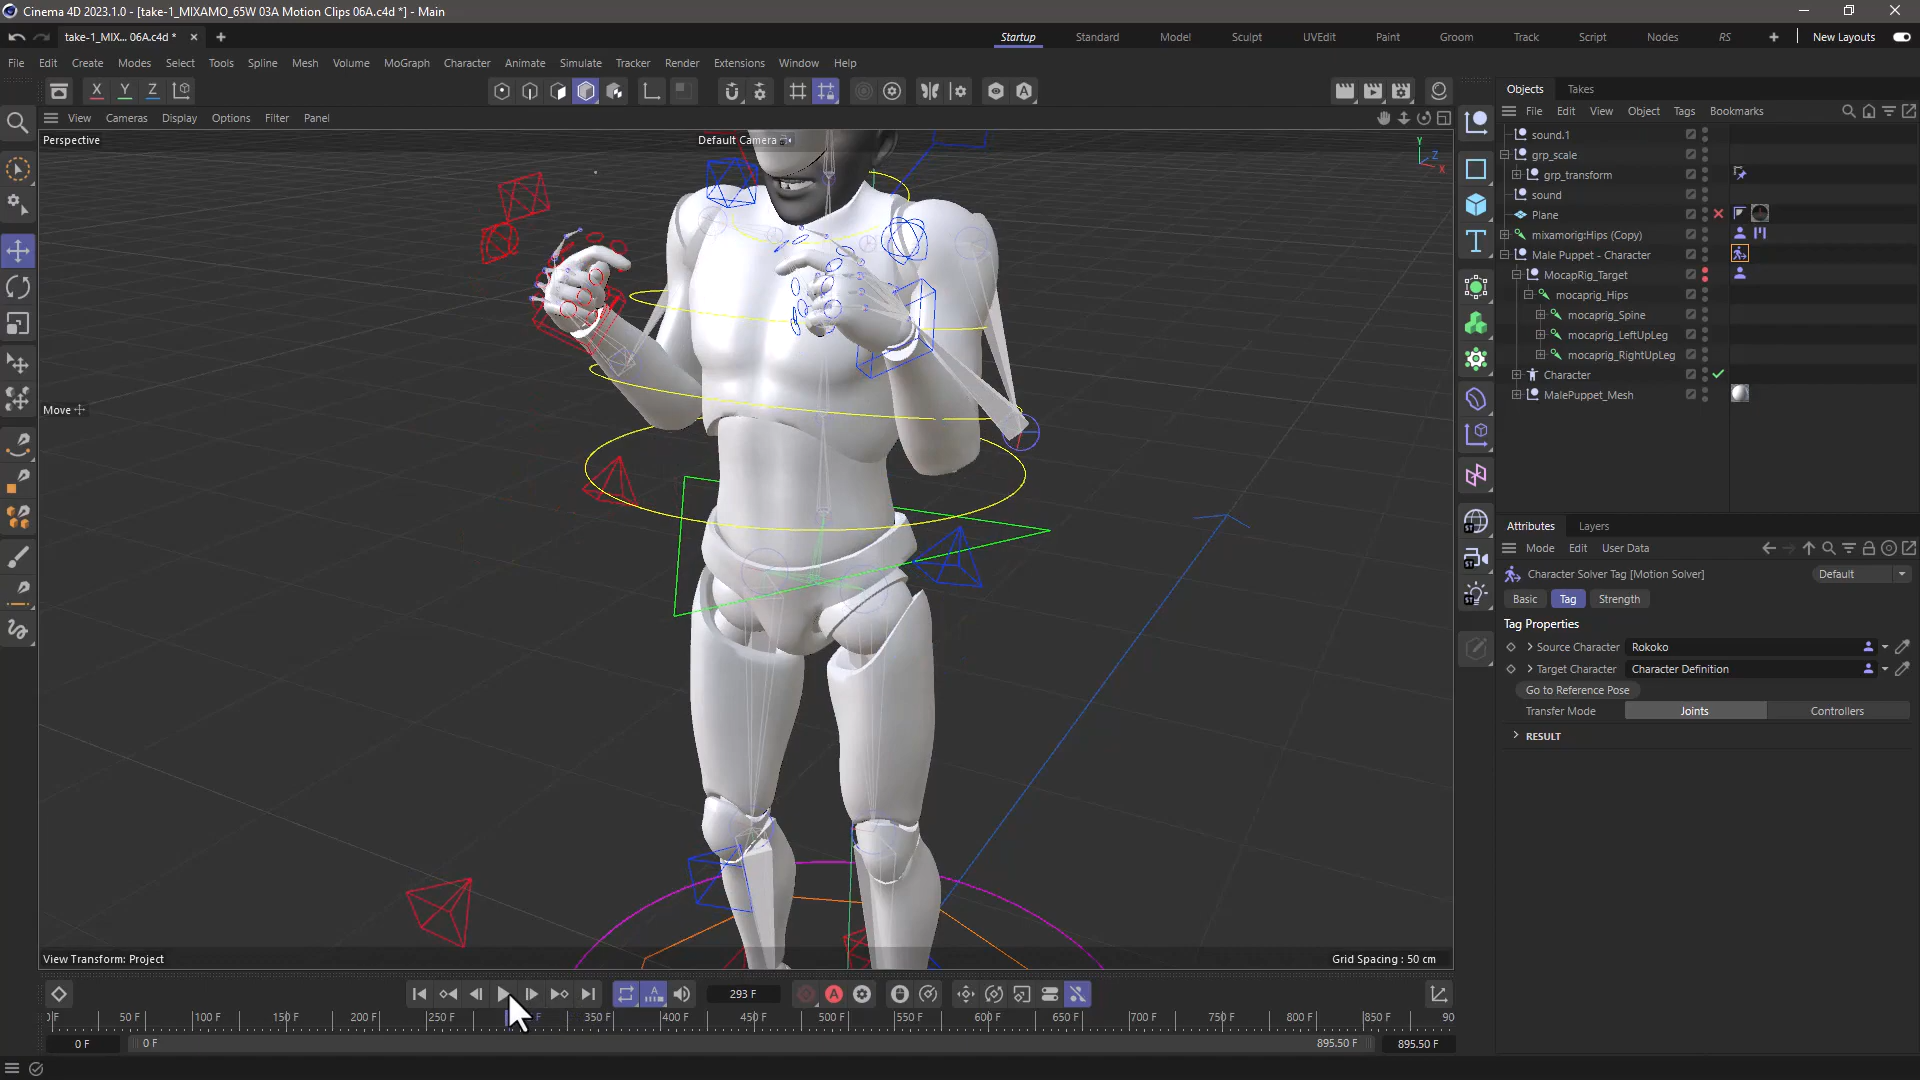 Cinema 4D 2023.1.0 - [take-1_MIXAMO_65W 03A Motion Clips 06A.c4d *] - Main
take-1_MIX... 06A.c4d *
Startup Standard Model Sculpt UVEdit Paint Groom Track Script Nodes RS New Layouts
File Edit Create Modes Select Tools Spline Mesh Volume MoGraph Character Animate Simulate Tracker Render Extensions Window Help
X Y Z
Objects Takes
View Cameras Display Options Filter Panel
File Edit View Object Tags Bookmarks
Perspective
Default Camera
Y
Z
X
sound.1
grp_scale
grp_transform
sound
Plane
mixamorig:Hips (Copy)
Male Puppet - Character
MocapRig_Target
mocaprig_Hips
mocaprig_Spine
mocaprig_LeftUpLeg
mocaprig_RightUpLeg
Character
MalePuppet_Mesh
Move
ST
ST
ST
Attributes Layers
Mode Edit User Data
Character Solver Tag [Motion Solver]
Default
Basic Tag Strength
Tag Properties
Source Character Rokoko
Target Character Character Definition
Go to Reference Pose
Transfer Mode Joints Controllers
RESULT
View Transform: Project
Grid Spacing : 50 cm
293 F
A
A
50 F 100 F 150 F 200 F 250 F 350 F 400 F 450 F 500 F 550 F 600 F 650 F 700 F 750 F 800 F 850 F 90
0 F
0 F
895.50 F
895.50 F